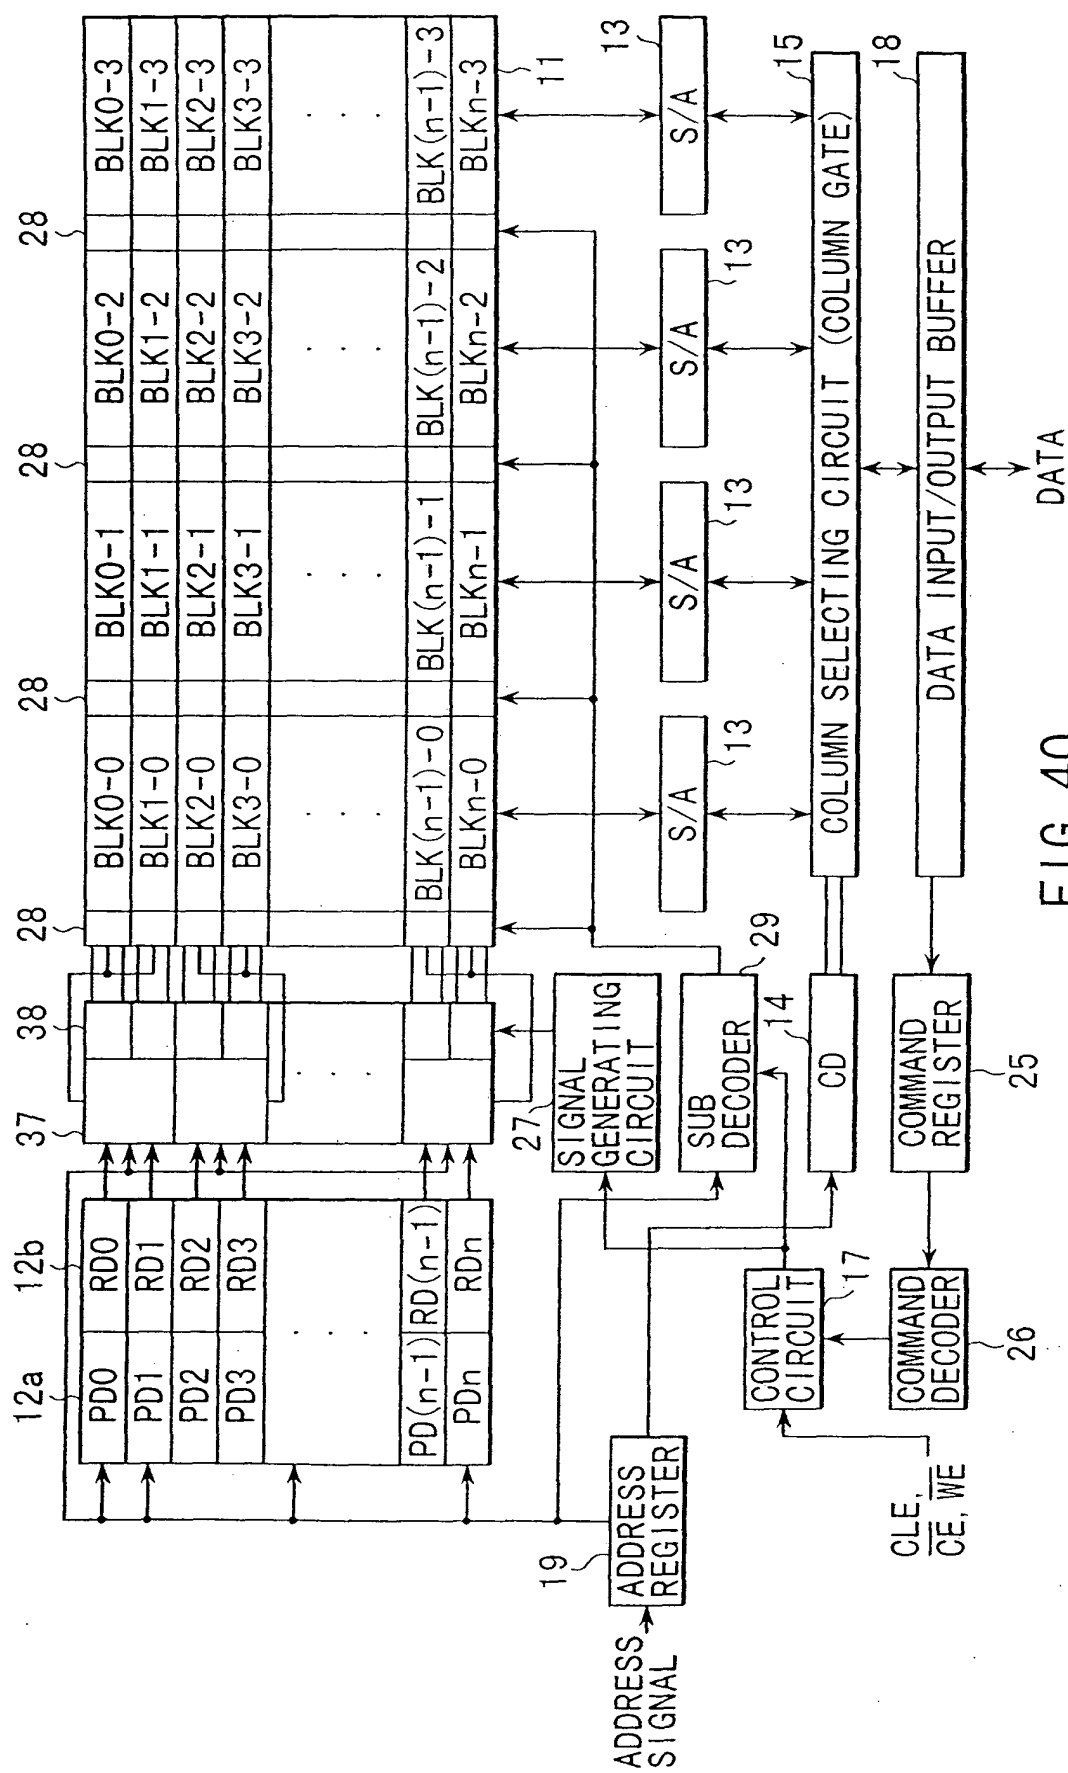 12a
12b
37
38
28
28
28
28
PD0
RD0
BLK0-0
BLK0-1
BLK0-2
BLK0-3
PD1
RD1
BLK1-0
BLK1-1
BLK1-2
BLK1-3
PD2
RD2
BLK2-0
BLK2-1
BLK2-2
BLK2-3
PD3
RD3
BLK3-0
BLK3-1
BLK3-2
BLK3-3
. . .
. . .
. . .
. . .
. . .
. . .
PD(n-1)
RD(n-1)
BLK(n-1)-0
BLK(n-1)-1
BLK(n-1)-2
BLK(n-1)-3
PDn
RDn
BLKn-0
BLKn-1
BLKn-2
BLKn-3
11
27
SIGNAL
GENERATING
CIRCUIT
19
ADDRESS
REGISTER
ADDRESS
SIGNAL
SUB
DECODER
29
S/A
13
S/A
13
S/A
13
S/A
13
CONTROL
CIRCUIT
17
CD
14
COLUMN SELECTING CIRCUIT (COLUMN GATE)
15
CLE,
CE, WE
COMMAND
DECODER
26
COMMAND
REGISTER
25
DATA INPUT/OUTPUT BUFFER
18
DATA
FIG. 40